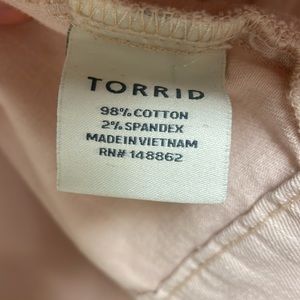 TORRID
98% COTTON
2% SPANDEX
MADE IN VIETNAM
RN# 148862